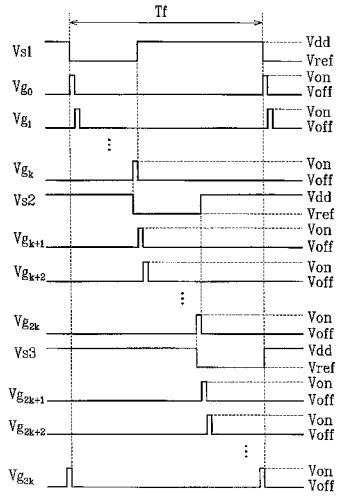 Tf
Vs1 Vdd
Vref
Vg0 Von
Voff
Vg1 Von
Voff
Vgk Von
Voff
Vs2 Vdd
Vref
Vgk+1 Von
Voff
Vgk+2 Von
Voff
Vg2k Von
Voff
Vs3 Vdd
Vref
Vg2k+1 Von
Voff
Vg2k+2 Von
Voff
Vg3k Von
Voff